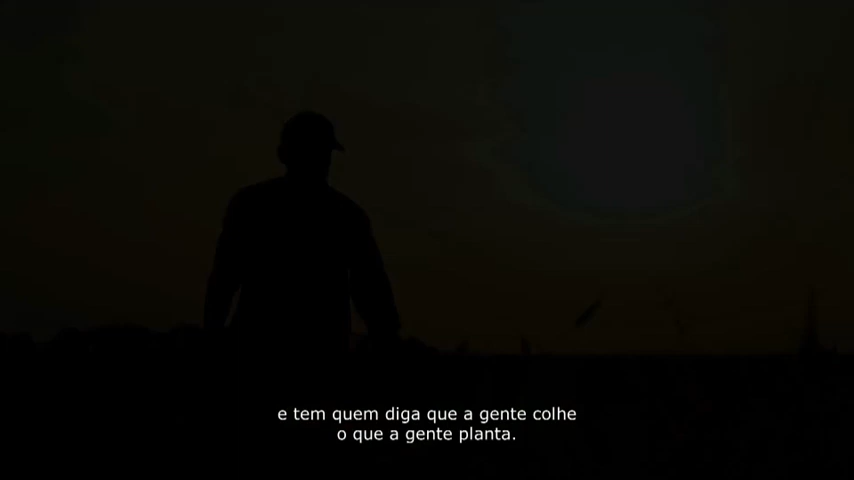 e tem quem diga que a gente colhe
o que a gente planta.